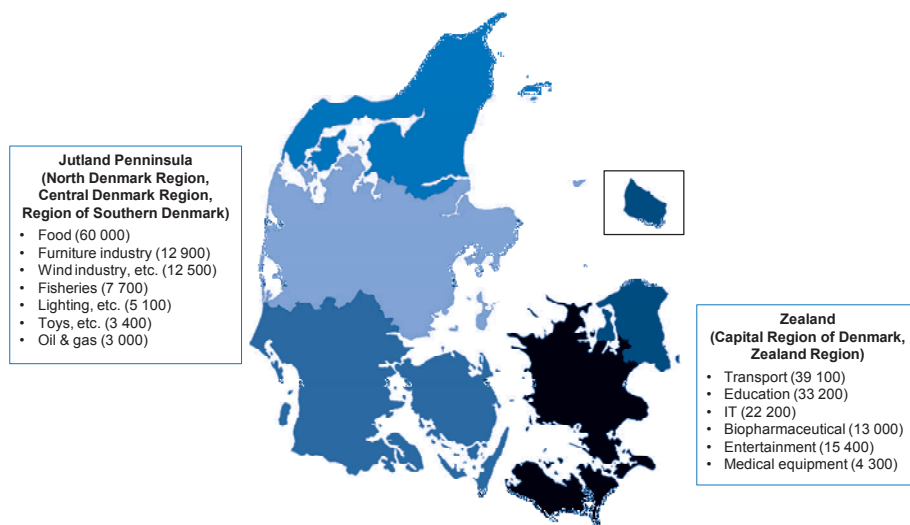 Jutland Penninsula
(North Denmark Region,
Central Denmark Region,
Region of Southern Denmark)
• Food (60 000)
• Furniture industry (12 900)
• Wind industry, etc. (12 500)
• Fisheries (7 700)
• Lighting, etc. (5 100)
• Toys, etc. (3 400)
• Oil & gas (3 000)
Zealand
(Capital Region of Denmark,
Zealand Region)
• Transport (39 100)
• Education (33 200)
• IT (22 200)
• Biopharmaceutical (13 000)
• Entertainment (15 400)
• Medical equipment (4 300)